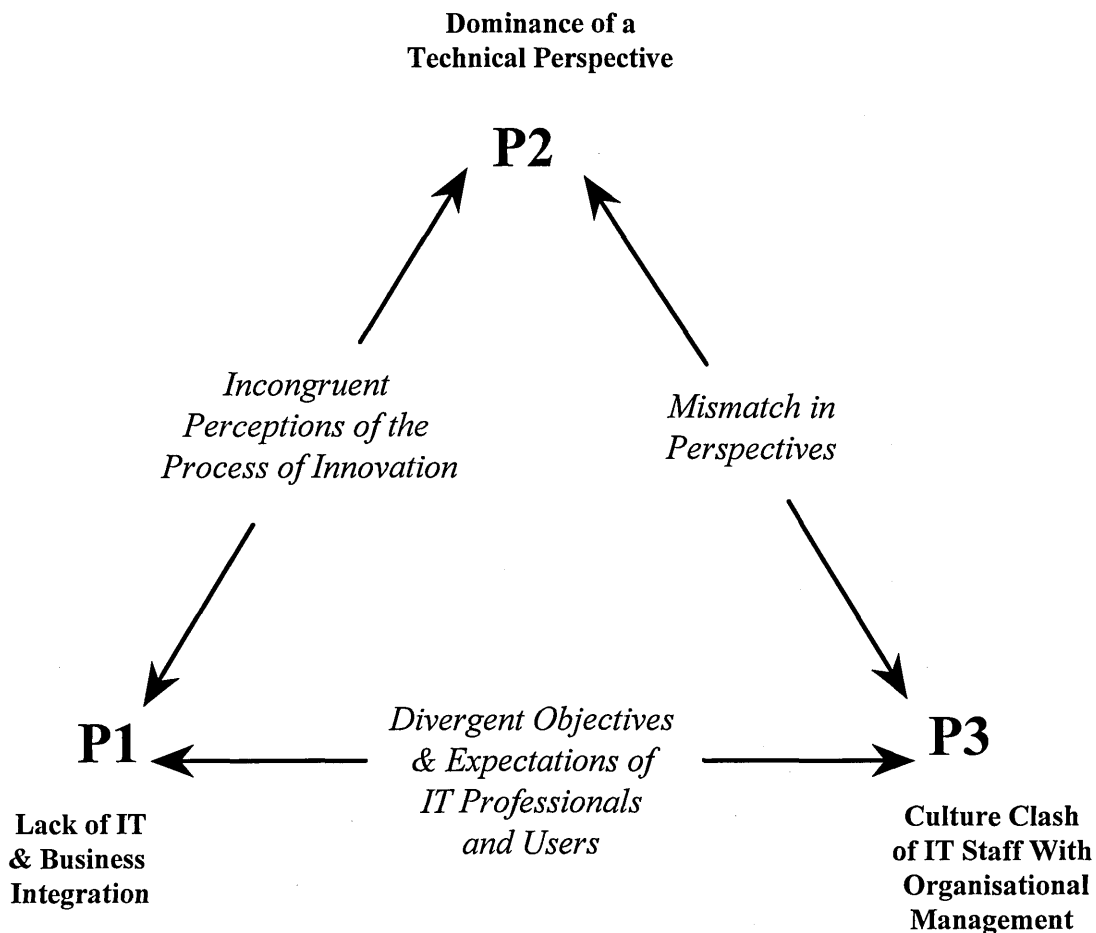 Dominance of a
Technical Perspective
P2
Incongruent
Perceptions of the
Process of Innovation
Mismatch in
Perspectives
P1
Divergent Objectives
& Expectations of
IT Professionals
and Users
P3
Lack of IT
& Business
Integration
Culture Clash
of IT Staff With
Organisational
Management